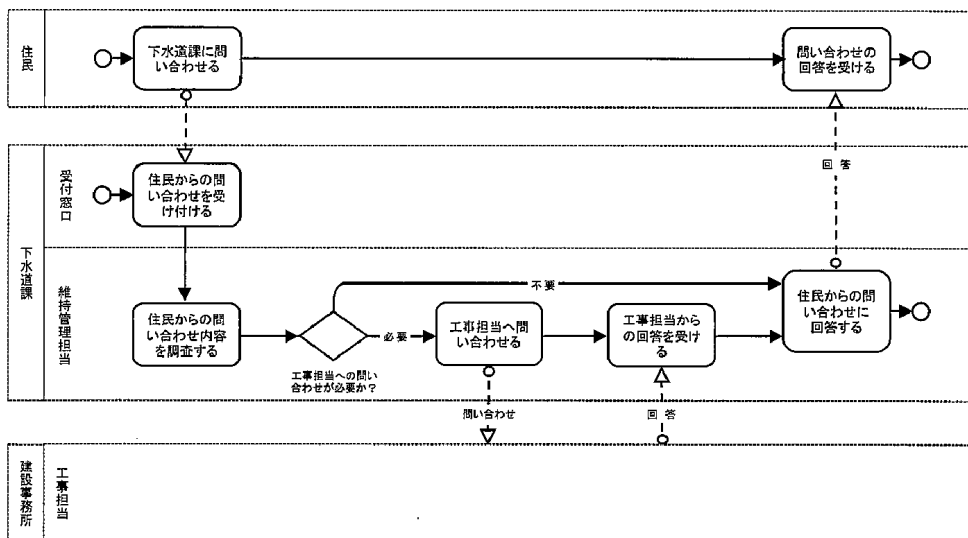 住民
下水道課に問
い合わせる
問い合わせの
回答を受ける
下水道課
受付窓口
住民からの問
い合わせを受
け付ける
回答
維持管理担当
住民からの問
い合わせ内容
を調査する
工事担当への問い
合わせが必要か?
不要
必要
工事担当へ問
い合わせる
工事担当から
の回答を受け
る
住民からの問
い合わせに
回答する
問い合わせ
回答
建設事務所
工事担当